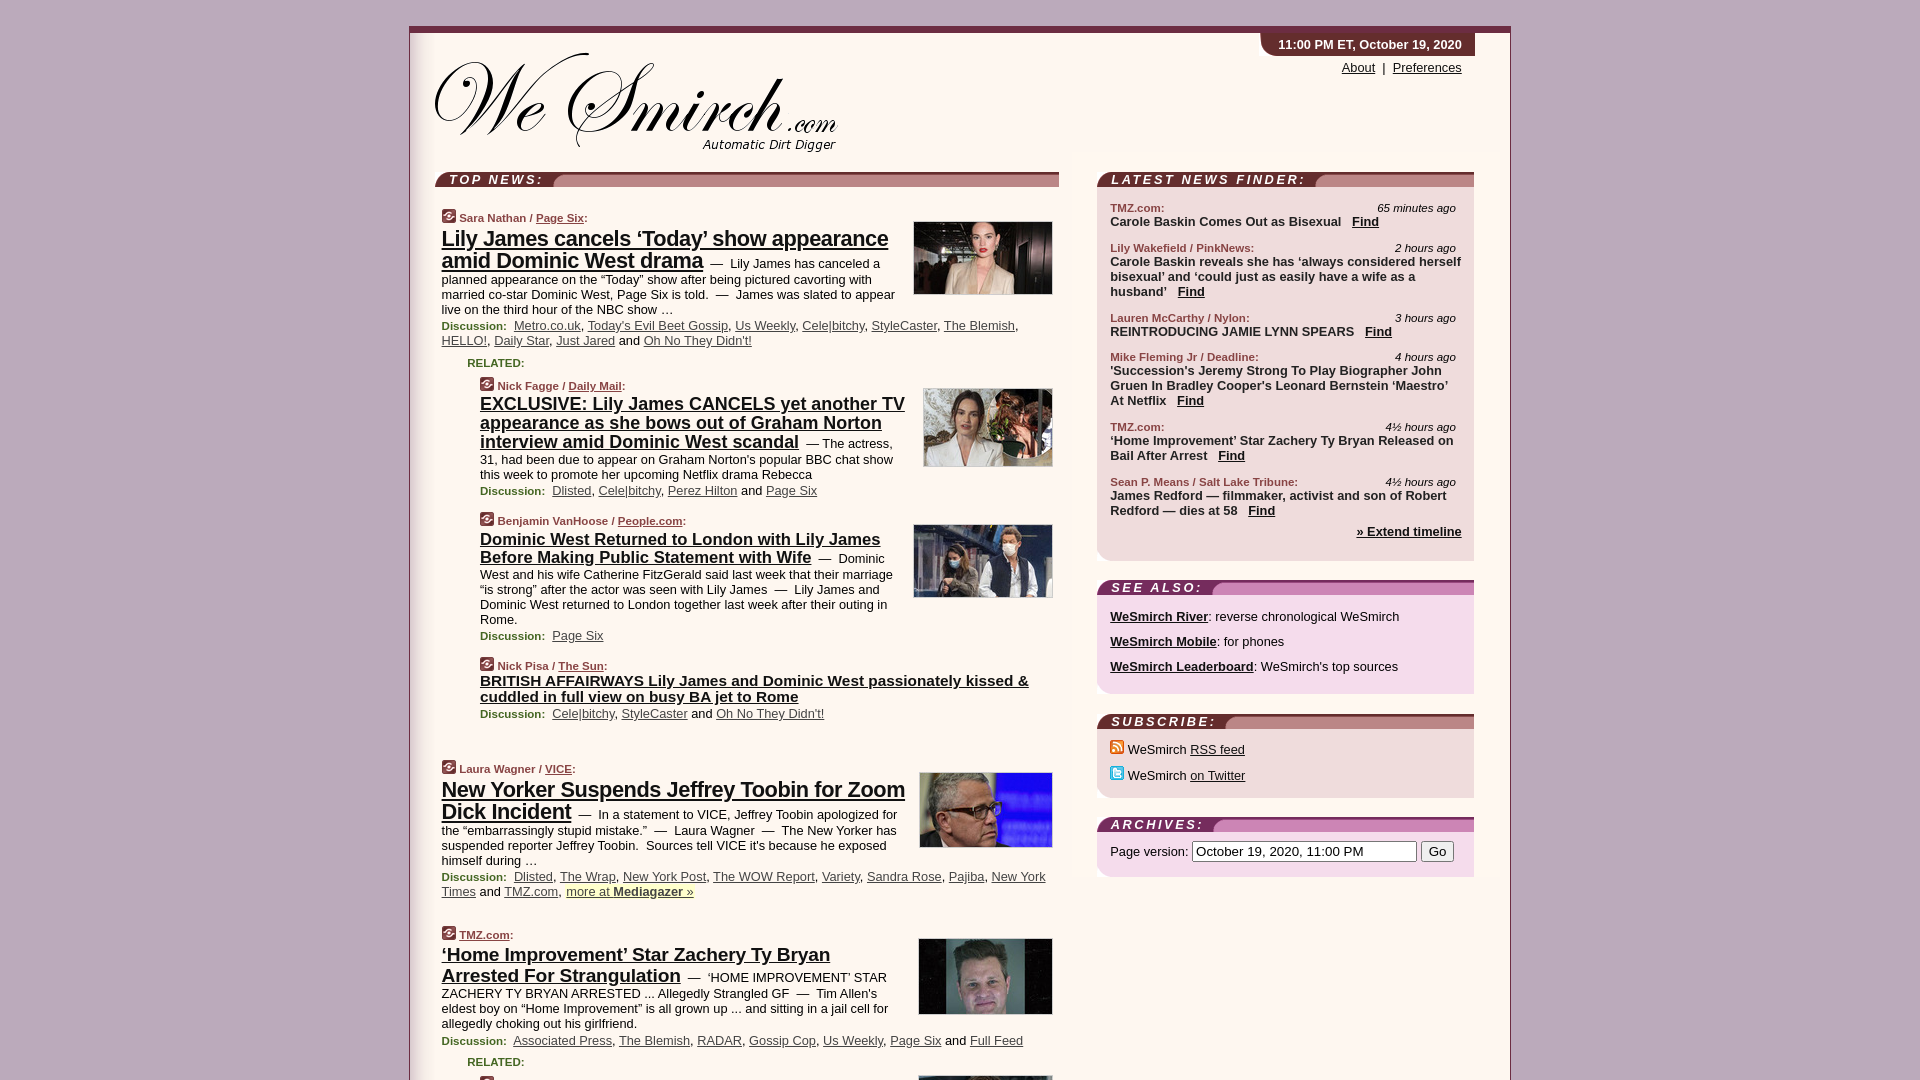 11:00 PM ET, October 19, 2020
About | Preferences
We Smirch .com
Automatic Dirt Digger
TOP NEWS:
Sara Nathan / Page Six:
Lily James cancels ‘Today’ show appearance
amid Dominic West drama — Lily James has canceled a
planned appearance on the “Today” show after being pictured cavorting with
married co-star Dominic West, Page Six is told. — James was slated to appear
live on the third hour of the NBC show …
Discussion: Metro.co.uk, Today's Evil Beet Gossip, Us Weekly, Cele|bitchy, StyleCaster, The Blemish,
HELLO!, Daily Star, Just Jared and Oh No They Didn't!
RELATED:
Nick Fagge / Daily Mail:
EXCLUSIVE: Lily James CANCELS yet another TV
appearance as she bows out of Graham Norton
interview amid Dominic West scandal — The actress,
31, had been due to appear on Graham Norton's popular BBC chat show
this week to promote her upcoming Netflix drama Rebecca
Discussion: Dlisted, Cele|bitchy, Perez Hilton and Page Six
Benjamin VanHoose / People.com:
Dominic West Returned to London with Lily James
Before Making Public Statement with Wife — Dominic
West and his wife Catherine FitzGerald said last week that their marriage
“is strong” after the actor was seen with Lily James — Lily James and
Dominic West returned to London together last week after their outing in
Rome.
Discussion: Page Six
Nick Pisa / The Sun:
BRITISH AFFAIRWAYS Lily James and Dominic West passionately kissed &
cuddled in full view on busy BA jet to Rome
Discussion: Cele|bitchy, StyleCaster and Oh No They Didn't!
Laura Wagner / VICE:
New Yorker Suspends Jeffrey Toobin for Zoom
Dick Incident — In a statement to VICE, Jeffrey Toobin apologized for
the “embarrassingly stupid mistake.” — Laura Wagner — The New Yorker has
suspended reporter Jeffrey Toobin. Sources tell VICE it's because he exposed
himself during …
Discussion: Dlisted, The Wrap, New York Post, The WOW Report, Variety, Sandra Rose, Pajiba, New York
Times and TMZ.com, more at Mediagazer »
TMZ.com:
‘Home Improvement’ Star Zachery Ty Bryan
Arrested For Strangulation — ‘HOME IMPROVEMENT’ STAR
ZACHERY TY BRYAN ARRESTED ... Allegedly Strangled GF — Tim Allen's
eldest boy on “Home Improvement” is all grown up ... and sitting in a jail cell for
allegedly choking out his girlfriend.
Discussion: Associated Press, The Blemish, RADAR, Gossip Cop, Us Weekly, Page Six and Full Feed
RELATED:
LATEST NEWS FINDER:
TMZ.com: 65 minutes ago
Carole Baskin Comes Out as Bisexual Find
Lily Wakefield / PinkNews: 2 hours ago
Carole Baskin reveals she has ‘always considered herself
bisexual’ and ‘could just as easily have a wife as a
husband’ Find
Lauren McCarthy / Nylon: 3 hours ago
REINTRODUCING JAMIE LYNN SPEARS Find
Mike Fleming Jr / Deadline: 4 hours ago
'Succession's Jeremy Strong To Play Biographer John
Gruen In Bradley Cooper's Leonard Bernstein ‘Maestro’
At Netflix Find
TMZ.com: 4½ hours ago
‘Home Improvement’ Star Zachery Ty Bryan Released on
Bail After Arrest Find
Sean P. Means / Salt Lake Tribune: 4½ hours ago
James Redford — filmmaker, activist and son of Robert
Redford — dies at 58 Find
» Extend timeline
SEE ALSO:
WeSmirch River: reverse chronological WeSmirch
WeSmirch Mobile: for phones
WeSmirch Leaderboard: WeSmirch's top sources
SUBSCRIBE:
WeSmirch RSS feed
WeSmirch on Twitter
ARCHIVES:
Page version: October 19, 2020, 11:00 PM Go